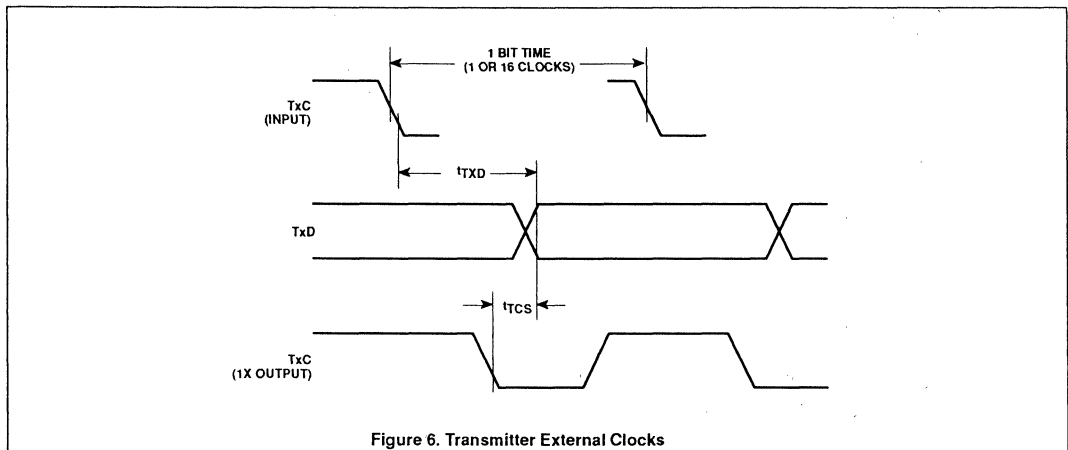 1 BIT TIME
(1 OR 16 CLOCKS)
TxC
(INPUT)
tTXD
TxD
tTCS
TxC
(1X OUTPUT)
Figure 6. Transmitter External Clocks